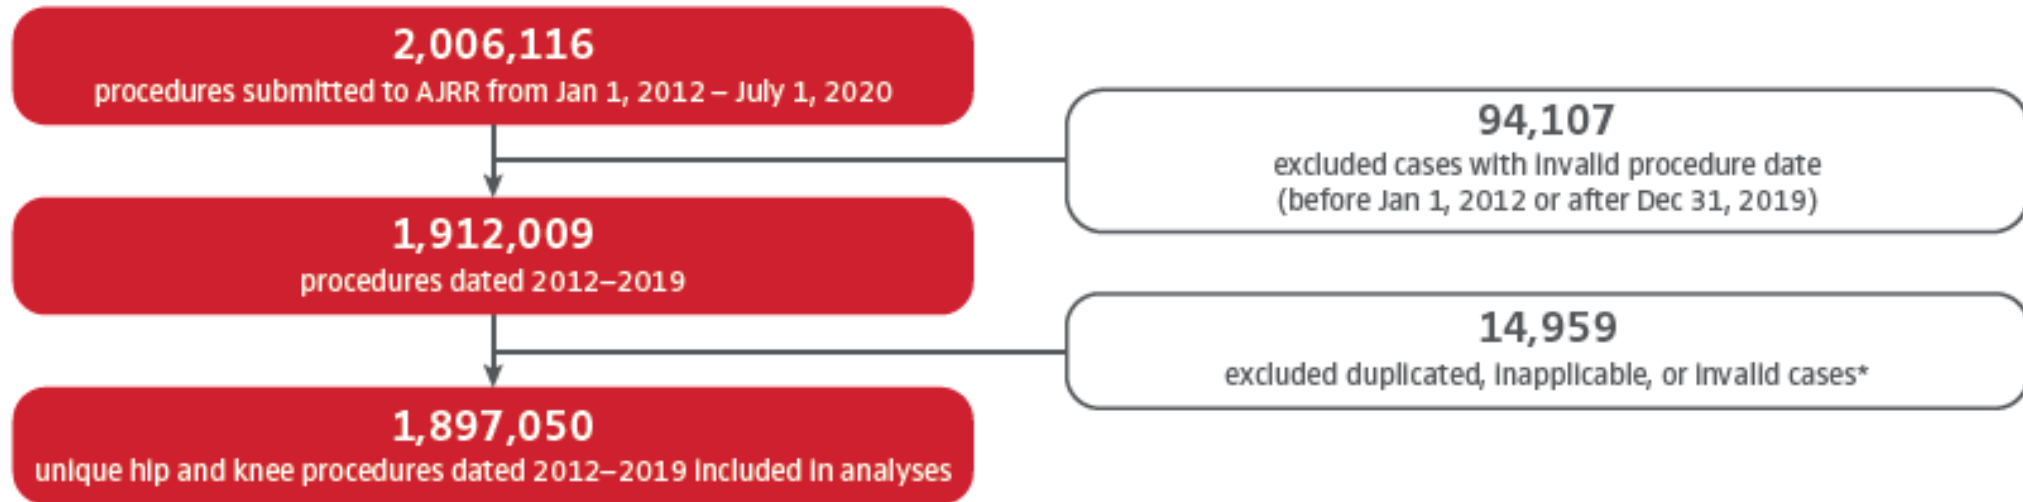 2,006,116
procedures submitted to AJRR from Jan 1, 2012 – July 1, 2020
94,107
excluded cases with invalid procedure date
(before Jan 1, 2012 or after Dec 31, 2019)
1,912,009
procedures dated 2012–2019
14,959
excluded duplicated, inapplicable, or invalid cases*
1,897,050
unique hip and knee procedures dated 2012–2019 included in analyses